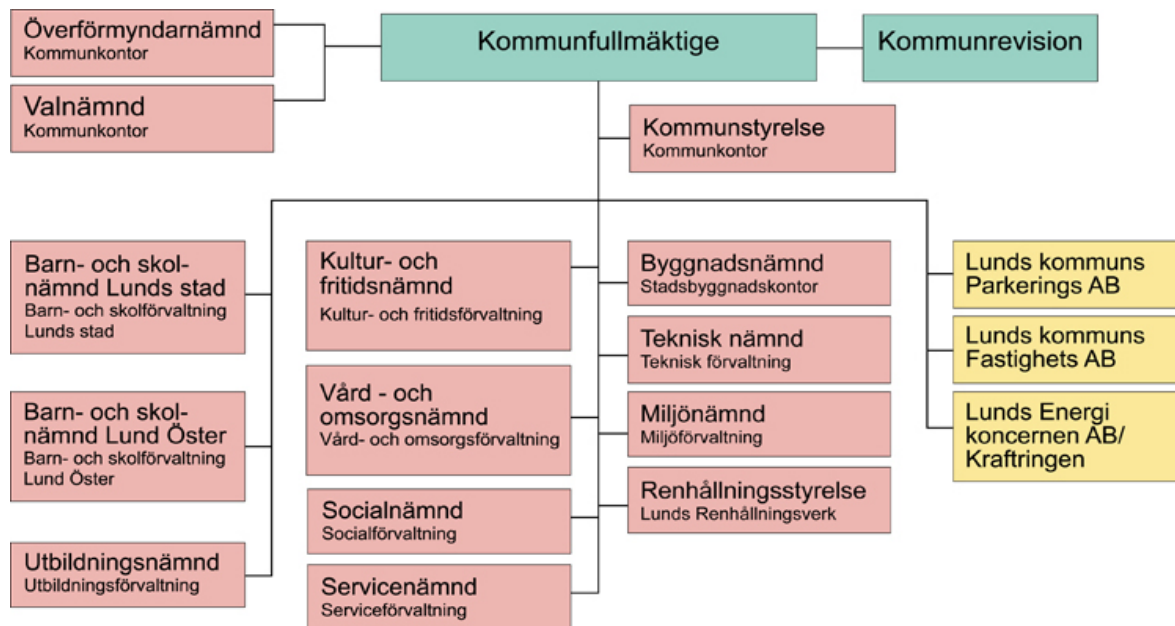 Överförmyndarnämnd
Kommunkontor
Valnämnd
Kommunkontor
Kommunfullmäktige
Kommunrevision
Kommunstyrelse
Kommunkontor
Barn- och skol-
nämnd Lunds stad
Barn- och skolförvaltning
Lunds stad
Barn- och skol-
nämnd Lund Öster
Barn- och skolförvaltning
Lund Öster
Utbildningsnämnd
Utbildningsförvaltning
Kultur- och
fritidsnämnd
Kultur- och fritidsförvaltning
Vård - och
omsorgsnämnd
Vård- och omsorgsförvaltning
Socialnämnd
Socialförvaltning
Servicenämnd
Serviceförvaltning
Byggnadsnämnd
Stadsbyggnadskontor
Teknisk nämnd
Teknisk förvaltning
Miljönämnd
Miljöförvaltning
Renhållningsstyrelse
Lunds Renhållningsverk
Lunds kommuns
Parkerings AB
Lunds kommuns
Fastighets AB
Lunds Energi
koncernen AB/
Kraftringen